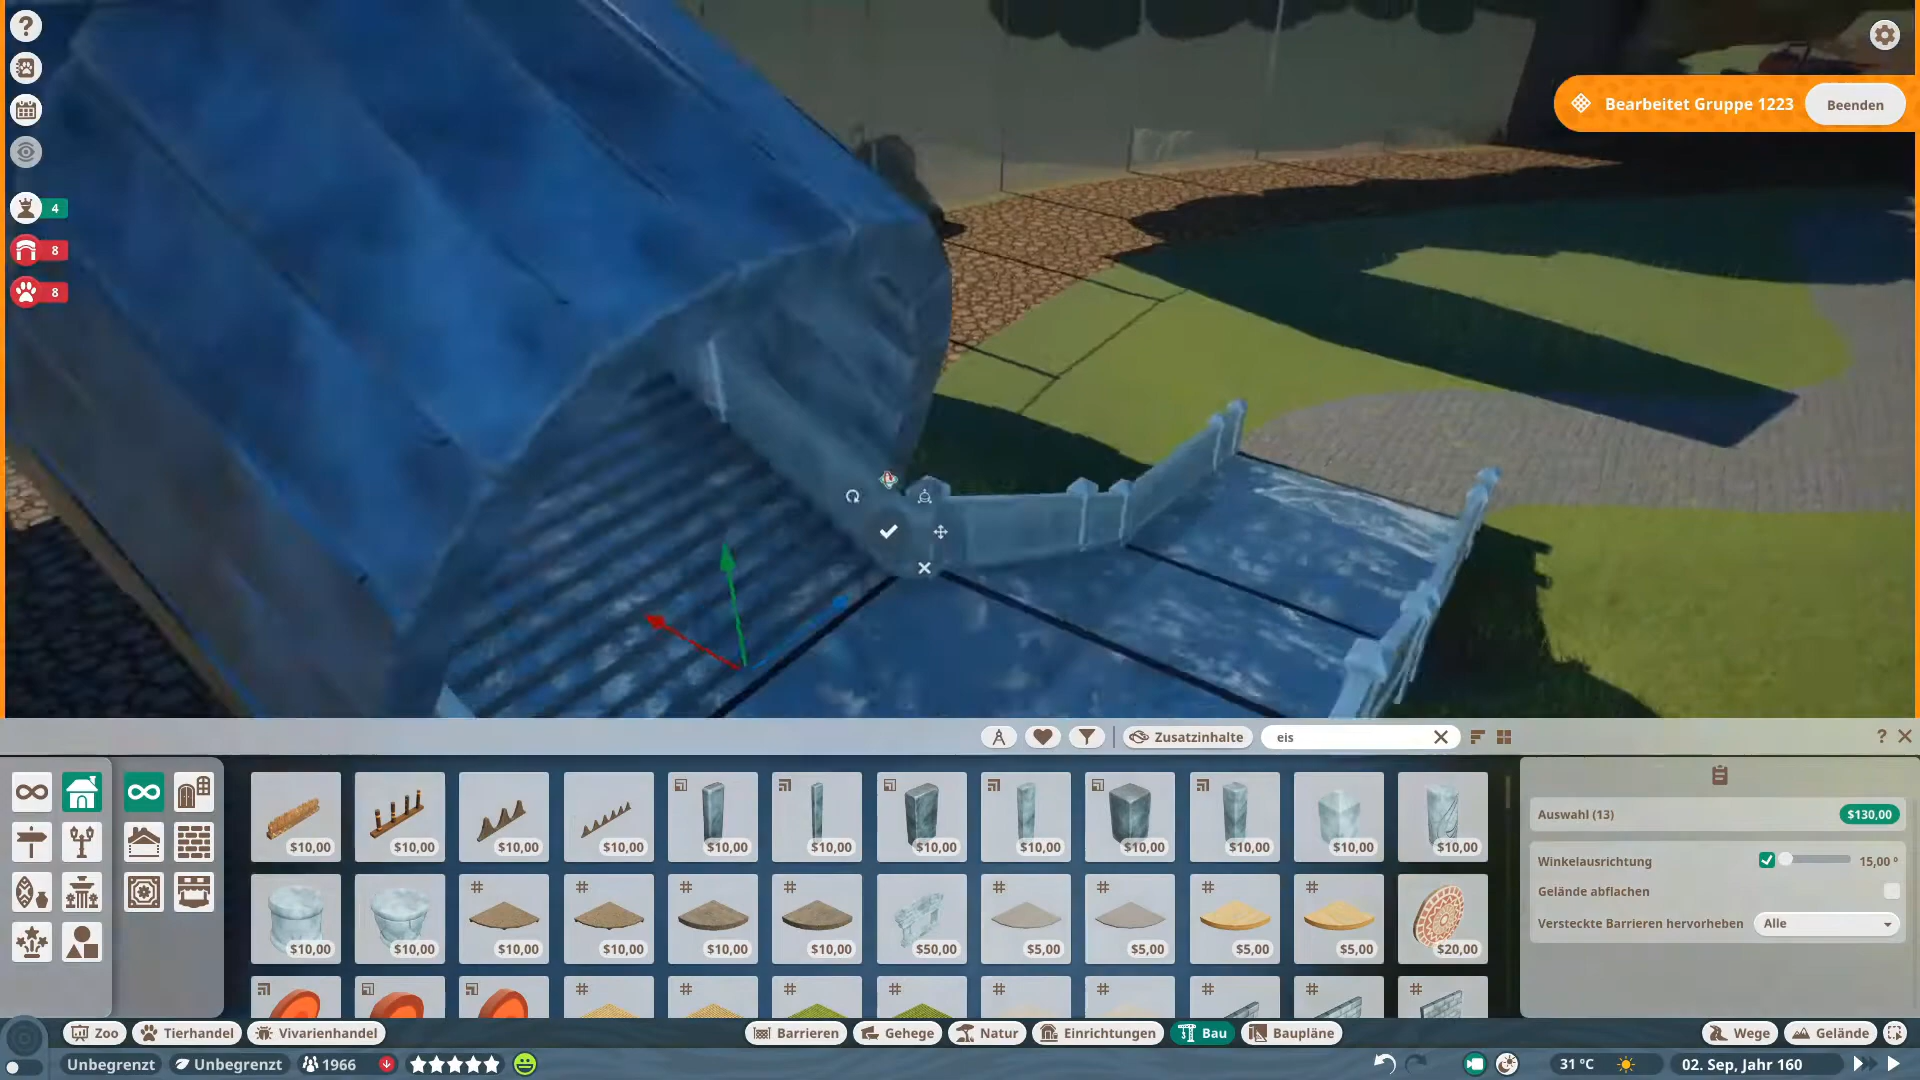 ?
Bearbeitet Gruppe 1223 Beenden
4
8
8
Zusatzinhalte eis ?
$10,00 $10,00 $10,00 $10,00 $10,00 $10,00 $10,00 $10,00 $10,00 $10,00 $10,00 $10,00
$10,00 $10,00 $10,00 $10,00 $10,00 $10,00 $50,00 $5,00 $5,00 $5,00 $5,00 $20,00
Auswahl (13) $130,00
Winkelausrichtung 15,00 °
Gelände abflachen
Versteckte Barrieren hervorheben Alle
Zoo Tierhandel Vivarienhandel Barrieren Gehege Natur Einrichtungen Bau Baupläne Wege Gelände
Unbegrenzt Unbegrenzt 1966 31 °C 02. Sep, Jahr 160